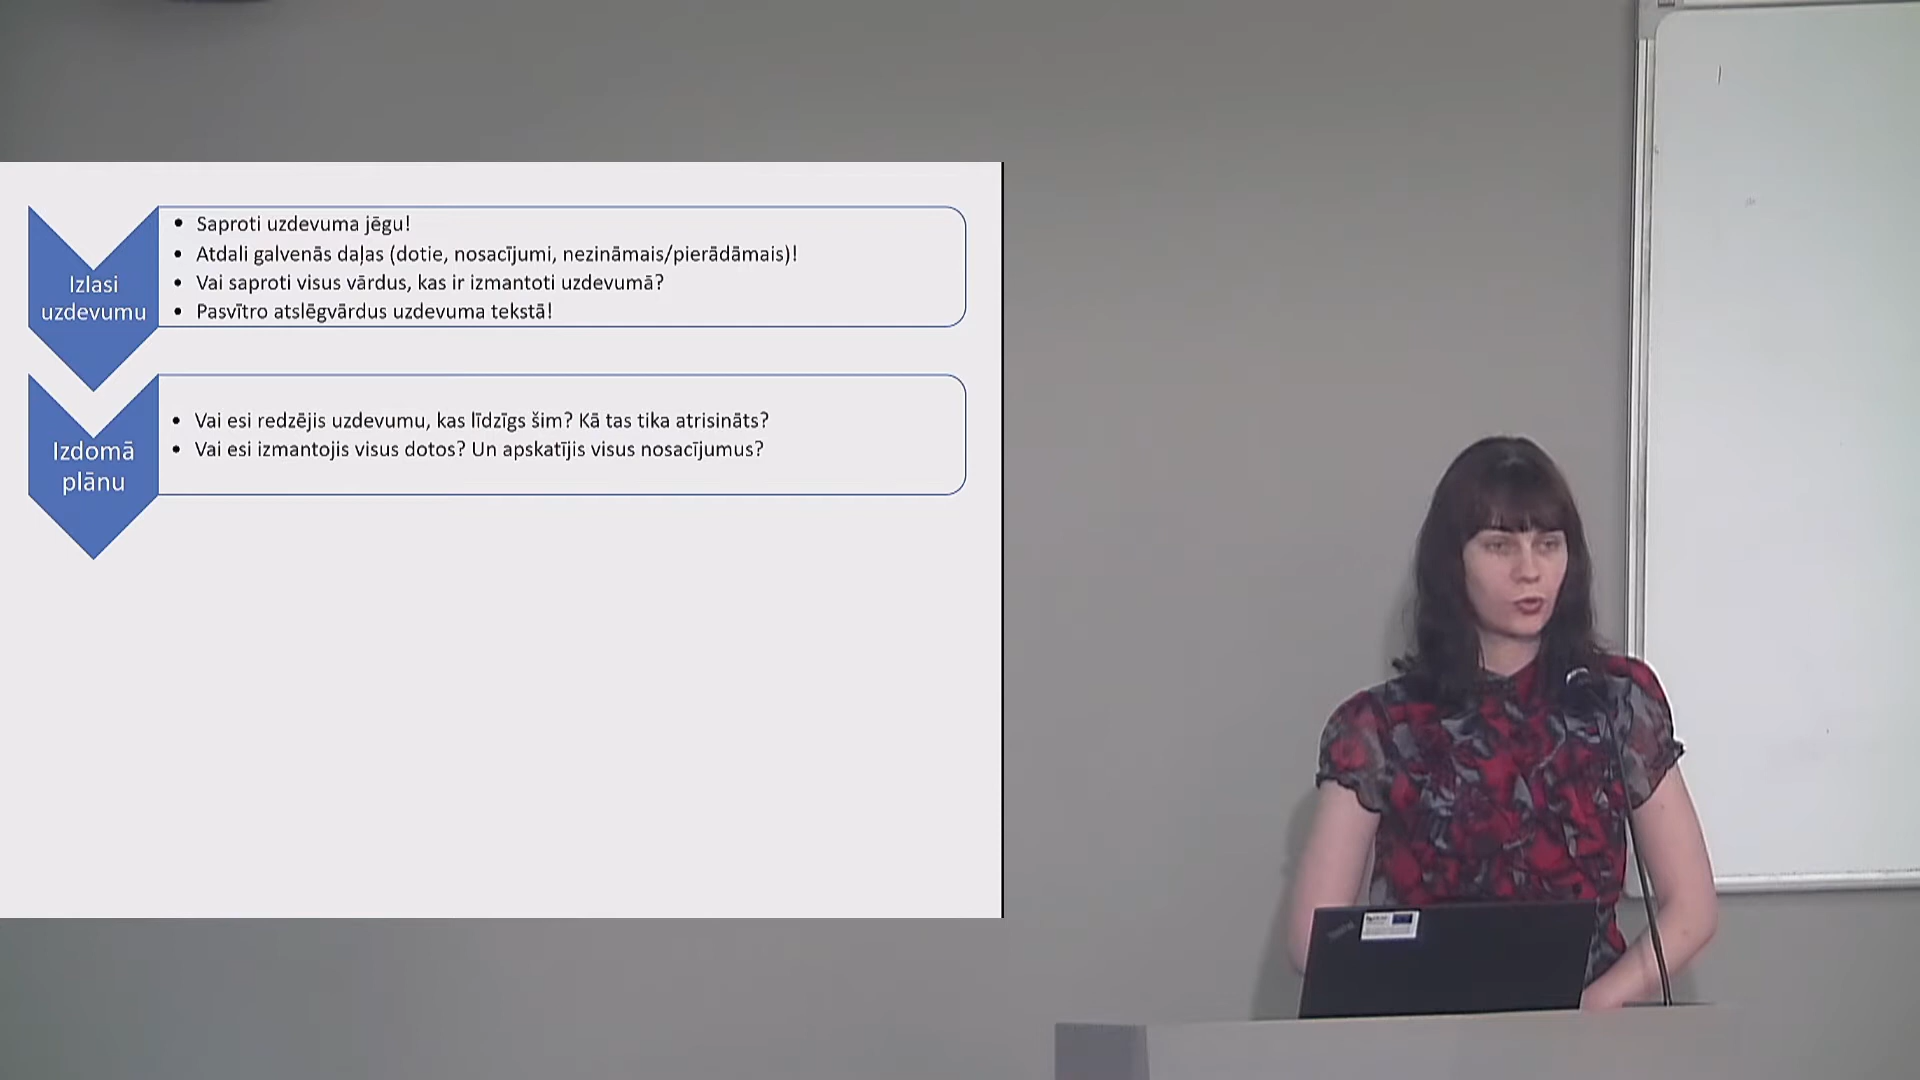 Izlasi
uzdevumu
• Saproti uzdevuma jēgu!
• Atdali galvenās daļas (dotie, nosacījumi, nezināmais/pierādāmais)!
• Vai saproti visus vārdus, kas ir izmantoti uzdevumā?
• Pasvītro atslēgvārdus uzdevuma tekstā!
Izdomā
plānu
• Vai esi redzējis uzdevumu, kas līdzīgs šim? Kā tas tika atrisināts?
• Vai esi izmantojis visus dotos? Un apskatījis visus nosacījumus?